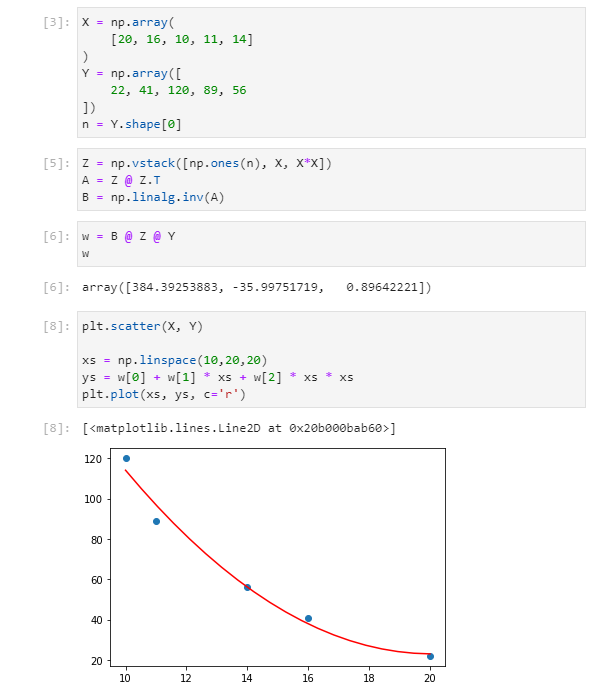 [3]: X = np.array(
[20, 16, 10, 11, 14]
)
Y = np.array([
22, 41, 120, 89, 56
])
n = Y.shape[0]
[5]: Z = np.vstack([np.ones(n), X, X*X])
A = Z @ Z.T
B = np.linalg.inv(A)
[6]: w = B @ Z @ Y
w
[6]: array([384.39253883, -35.99751719,   0.89642221])
[8]: plt.scatter(X, Y)
xs = np.linspace(10,20,20)
ys = w[0] + w[1] * xs + w[2] * xs * xs
plt.plot(xs, ys, c='r')
[8]: [<matplotlib.lines.Line2D at 0x20b000bab60>]
120
100
80
60
40
20
10 12 14 16 18 20